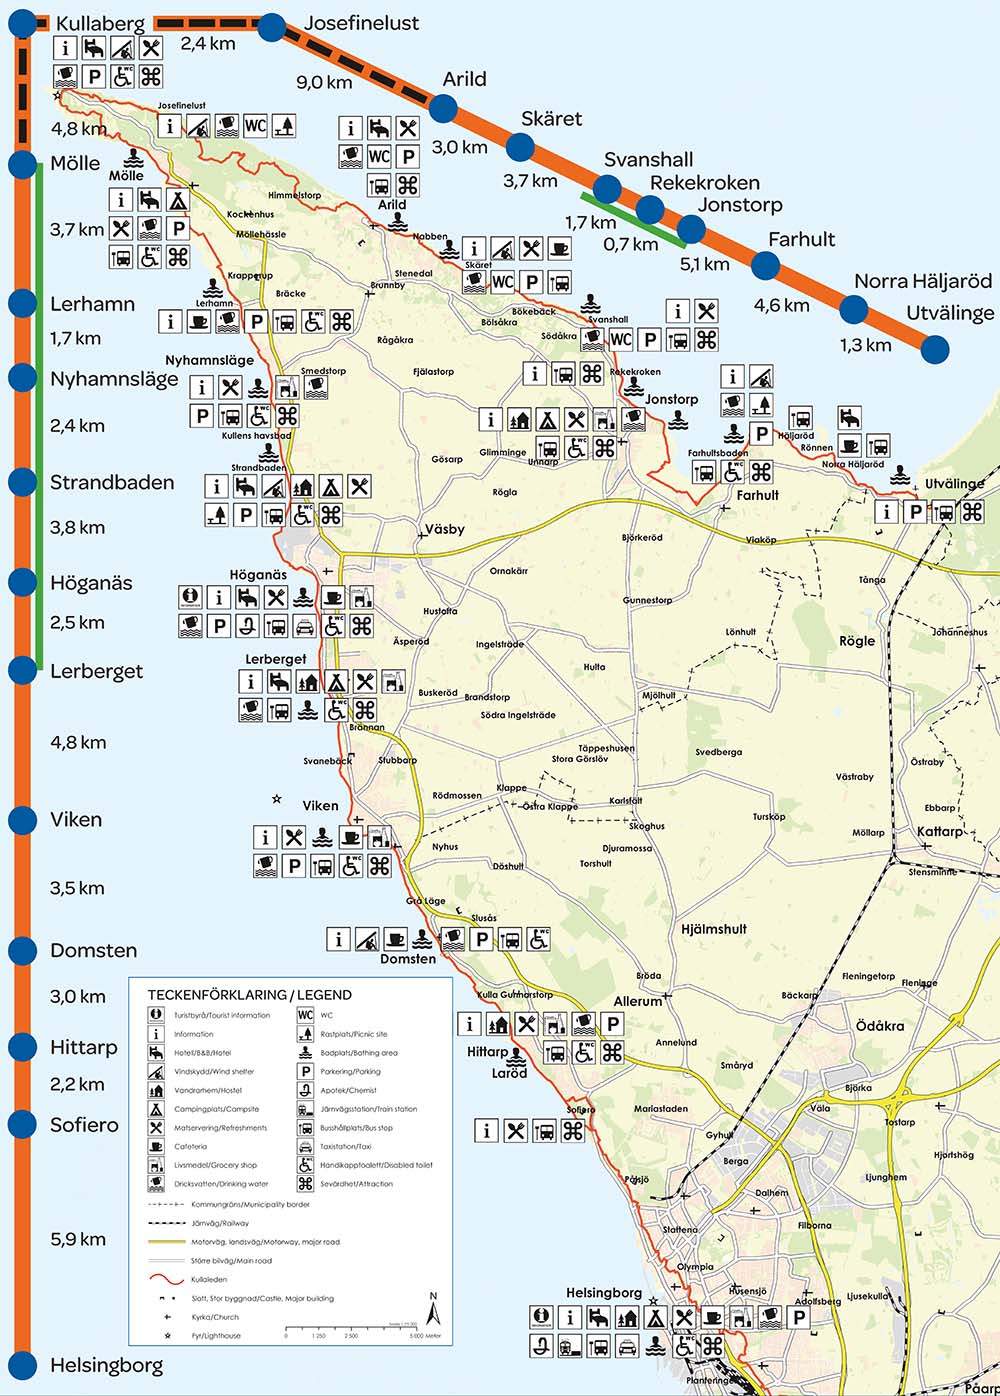 Kullaberg
2,4 km
Josefinelust
9,0 km
Arild
3,0 km
Skäret
3,7 km
Svanshall
1,7 km
Rekekroken
0,7 km
Jonstorp
5,1 km
Farhult
4,6 km
Norra Häljaröd
1,3 km
Utvälinge
4,8 km
Mölle
3,7 km
Lerhamn
1,7 km
Nyhamnsläge
2,4 km
Strandbaden
3,8 km
Höganäs
2,5 km
Lerberget
4,8 km
Viken
3,5 km
Domsten
3,0 km
Hittarp
2,2 km
Sofiero
5,9 km
Helsingborg
Josefinelust
Mölle
Himmelstorp
Arild
Kockenhus
Möllehässle
Nabben
Krapperup
Stenedal
Skäret
Brunnby
Bräcke
Lerhamn
Bökebäck
Bölsåkra
Svanshall
Södåkra
Rågåkra
Nyhamnsläge
Smedstorp
Fjälastorp
Rekekroken
Jonstorp
Kullens havsbad
Strandbaden
Gösarp
Glimminge
Unnarp
Farhultsbaden
Häljaröd
Rönnen
Norra Häljaröd
Utvälinge
Rögla
Farhult
Väsby
Björkeröd
Viaköp
Ornakärr
Tånga
Höganäs
Gunnestorp
Hustofta
Lönhult
Rögle
Johanneshus
Äsperöd
Ingelsträde
Lerberget
Hulta
Buskeröd
Brandstorp
Mjölhult
Södra Ingelsträde
Brännan
Svanebäck
Stubbarp
Täppeshusen
Stora Görslöv
Svedberga
Östraby
Västraby
Klappe
Rödmossen
Östra Klappe
Karlsfält
Viken
Ebbarp
Tursköp
Skoghus
Möllarp
Kattarp
Nyhus
Djuramossa
Döshult
Torshult
Stensminne
Grå Läge
Slusås
Hjälmshult
Domsten
Bröda
Fleningetorp
Fleninge
Kulla Gunnarstorp
Allerum
Bäckarp
Ödåkra
Hittarp
Laröd
Annelund
Småryd
Björka
Sofiero
Mariastaden
Väla
Tostarp
Gyhult
Berga
Hjortshög
Pålsjö
Ljunghem
Dalhem
Stattena
Filborna
Olympia
Husensjö
Adolfsberg
Ljusekulla
Helsingborg
Planteringen
Påarp
TECKENFÖRKLARING / LEGEND
Turistbyrå/Tourist information
Information
Hotell/B&B/Hotel
Vindskydd/Wind shelter
Vandrarhem/Hostel
Campingplats/Campsite
Matservering/Refreshments
Cafeteria
Livsmedel/Grocery shop
Dricksvatten/Drinking water
WC
Rastplats/Picnic site
Badplats/Bathing area
Parkering/Parking
Apotek/Chemist
Järnvägsstation/Train station
Busshållplats/Bus stop
Taxistation/Taxi
Handikapptoalett/Disabled toilet
Sevärdhet/Attraction
Kommungräns/Municipality border
Järnväg/Railway
Motorväg, landsväg/Motorway, major road
Större bilväg/Main road
Kullaleden
Slott, Stor byggnad/Castle, Major building
Kyrka/Church
Fyr/Lighthouse
N
0 1 250 2 500 5 000 Meter